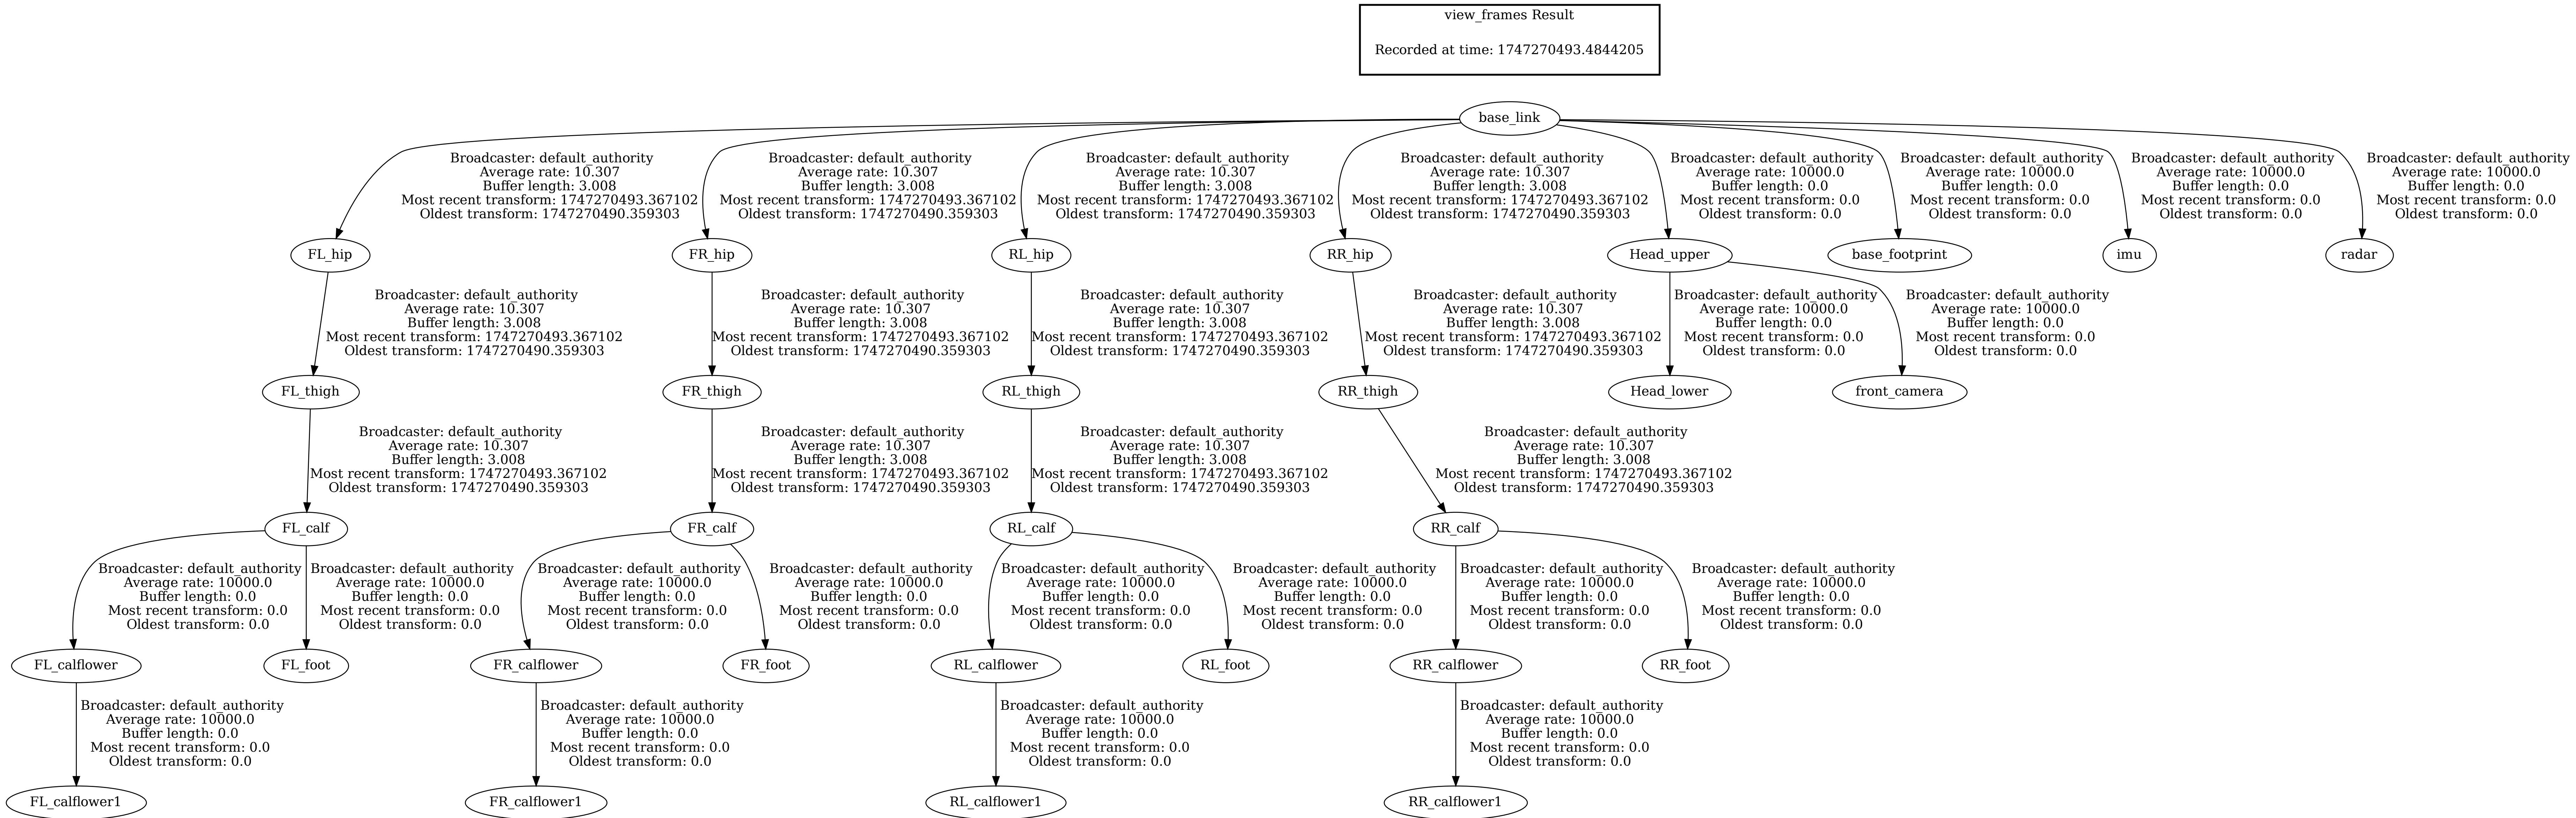 view_frames Result
Recorded at time: 1747270493.4844205
base_link
Broadcaster: default_authority
Average rate: 10.307
Buffer length: 3.008
Most recent transform: 1747270493.367102
Oldest transform: 1747270490.359303
Broadcaster: default_authority
Average rate: 10.307
Buffer length: 3.008
Most recent transform: 1747270493.367102
Oldest transform: 1747270490.359303
Broadcaster: default_authority
Average rate: 10.307
Buffer length: 3.008
Most recent transform: 1747270493.367102
Oldest transform: 1747270490.359303
Broadcaster: default_authority
Average rate: 10.307
Buffer length: 3.008
Most recent transform: 1747270493.367102
Oldest transform: 1747270490.359303
Broadcaster: default_authority
Average rate: 10000.0
Buffer length: 0.0
Most recent transform: 0.0
Oldest transform: 0.0
Broadcaster: default_authority
Average rate: 10000.0
Buffer length: 0.0
Most recent transform: 0.0
Oldest transform: 0.0
Broadcaster: default_authority
Average rate: 10000.0
Buffer length: 0.0
Most recent transform: 0.0
Oldest transform: 0.0
Broadcaster: default_authority
Average rate: 10000.0
Buffer length: 0.0
Most recent transform: 0.0
Oldest transform: 0.0
FL_hip
FR_hip
RL_hip
RR_hip
Head_upper
base_footprint
imu
radar
Broadcaster: default_authority
Average rate: 10.307
Buffer length: 3.008
Most recent transform: 1747270493.367102
Oldest transform: 1747270490.359303
Broadcaster: default_authority
Average rate: 10.307
Buffer length: 3.008
Most recent transform: 1747270493.367102
Oldest transform: 1747270490.359303
Broadcaster: default_authority
Average rate: 10.307
Buffer length: 3.008
Most recent transform: 1747270493.367102
Oldest transform: 1747270490.359303
Broadcaster: default_authority
Average rate: 10.307
Buffer length: 3.008
Most recent transform: 1747270493.367102
Oldest transform: 1747270490.359303
Broadcaster: default_authority
Average rate: 10000.0
Buffer length: 0.0
Most recent transform: 0.0
Oldest transform: 0.0
Broadcaster: default_authority
Average rate: 10000.0
Buffer length: 0.0
Most recent transform: 0.0
Oldest transform: 0.0
FL_thigh
FR_thigh
RL_thigh
RR_thigh
Head_lower
front_camera
Broadcaster: default_authority
Average rate: 10.307
Buffer length: 3.008
Most recent transform: 1747270493.367102
Oldest transform: 1747270490.359303
Broadcaster: default_authority
Average rate: 10.307
Buffer length: 3.008
Most recent transform: 1747270493.367102
Oldest transform: 1747270490.359303
Broadcaster: default_authority
Average rate: 10.307
Buffer length: 3.008
Most recent transform: 1747270493.367102
Oldest transform: 1747270490.359303
Broadcaster: default_authority
Average rate: 10.307
Buffer length: 3.008
Most recent transform: 1747270493.367102
Oldest transform: 1747270490.359303
FL_calf
FR_calf
RL_calf
RR_calf
Broadcaster: default_authority
Average rate: 10000.0
Buffer length: 0.0
Most recent transform: 0.0
Oldest transform: 0.0
Broadcaster: default_authority
Average rate: 10000.0
Buffer length: 0.0
Most recent transform: 0.0
Oldest transform: 0.0
Broadcaster: default_authority
Average rate: 10000.0
Buffer length: 0.0
Most recent transform: 0.0
Oldest transform: 0.0
Broadcaster: default_authority
Average rate: 10000.0
Buffer length: 0.0
Most recent transform: 0.0
Oldest transform: 0.0
Broadcaster: default_authority
Average rate: 10000.0
Buffer length: 0.0
Most recent transform: 0.0
Oldest transform: 0.0
Broadcaster: default_authority
Average rate: 10000.0
Buffer length: 0.0
Most recent transform: 0.0
Oldest transform: 0.0
Broadcaster: default_authority
Average rate: 10000.0
Buffer length: 0.0
Most recent transform: 0.0
Oldest transform: 0.0
Broadcaster: default_authority
Average rate: 10000.0
Buffer length: 0.0
Most recent transform: 0.0
Oldest transform: 0.0
FL_calflower
FL_foot
FR_calflower
FR_foot
RL_calflower
RL_foot
RR_calflower
RR_foot
Broadcaster: default_authority
Average rate: 10000.0
Buffer length: 0.0
Most recent transform: 0.0
Oldest transform: 0.0
Broadcaster: default_authority
Average rate: 10000.0
Buffer length: 0.0
Most recent transform: 0.0
Oldest transform: 0.0
Broadcaster: default_authority
Average rate: 10000.0
Buffer length: 0.0
Most recent transform: 0.0
Oldest transform: 0.0
Broadcaster: default_authority
Average rate: 10000.0
Buffer length: 0.0
Most recent transform: 0.0
Oldest transform: 0.0
FL_calflower1
FR_calflower1
RL_calflower1
RR_calflower1